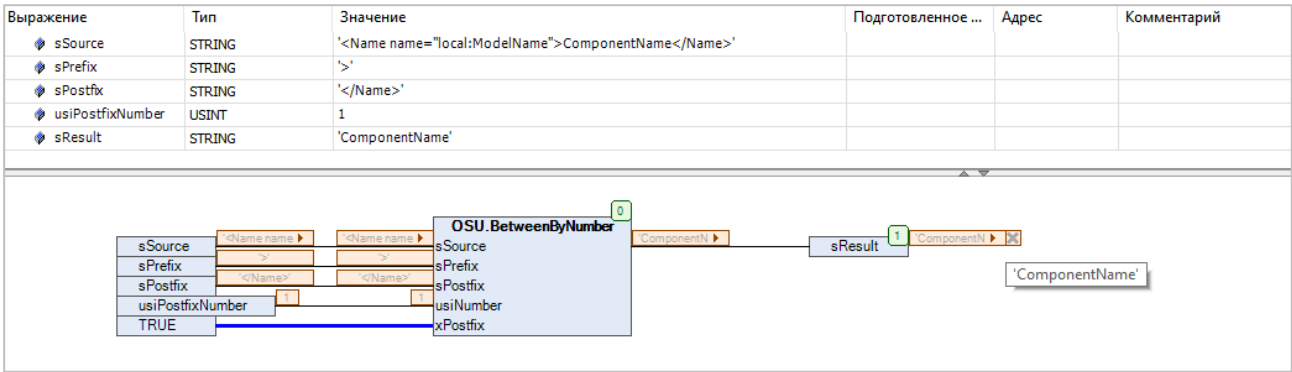 Выражение Тип Значение Подготовленное ... Адрес Комментарий
sSource STRING '<Name name="local:ModelName">ComponentName</Name>'
sPrefix STRING '>'
sPostfix STRING '</Name>'
usiPostfixNumber USINT 1
sResult STRING 'ComponentName'
0
OSU.BetweenByNumber
sSource '<Name name '<Name name sSource 'ComponentN sResult 1 'ComponentN
sPrefix '>' '>' sPrefix
'ComponentName'
sPostfix '</Name>' '</Name>' sPostfix
usiPostfixNumber 1 1 usiNumber
TRUE xPostfix